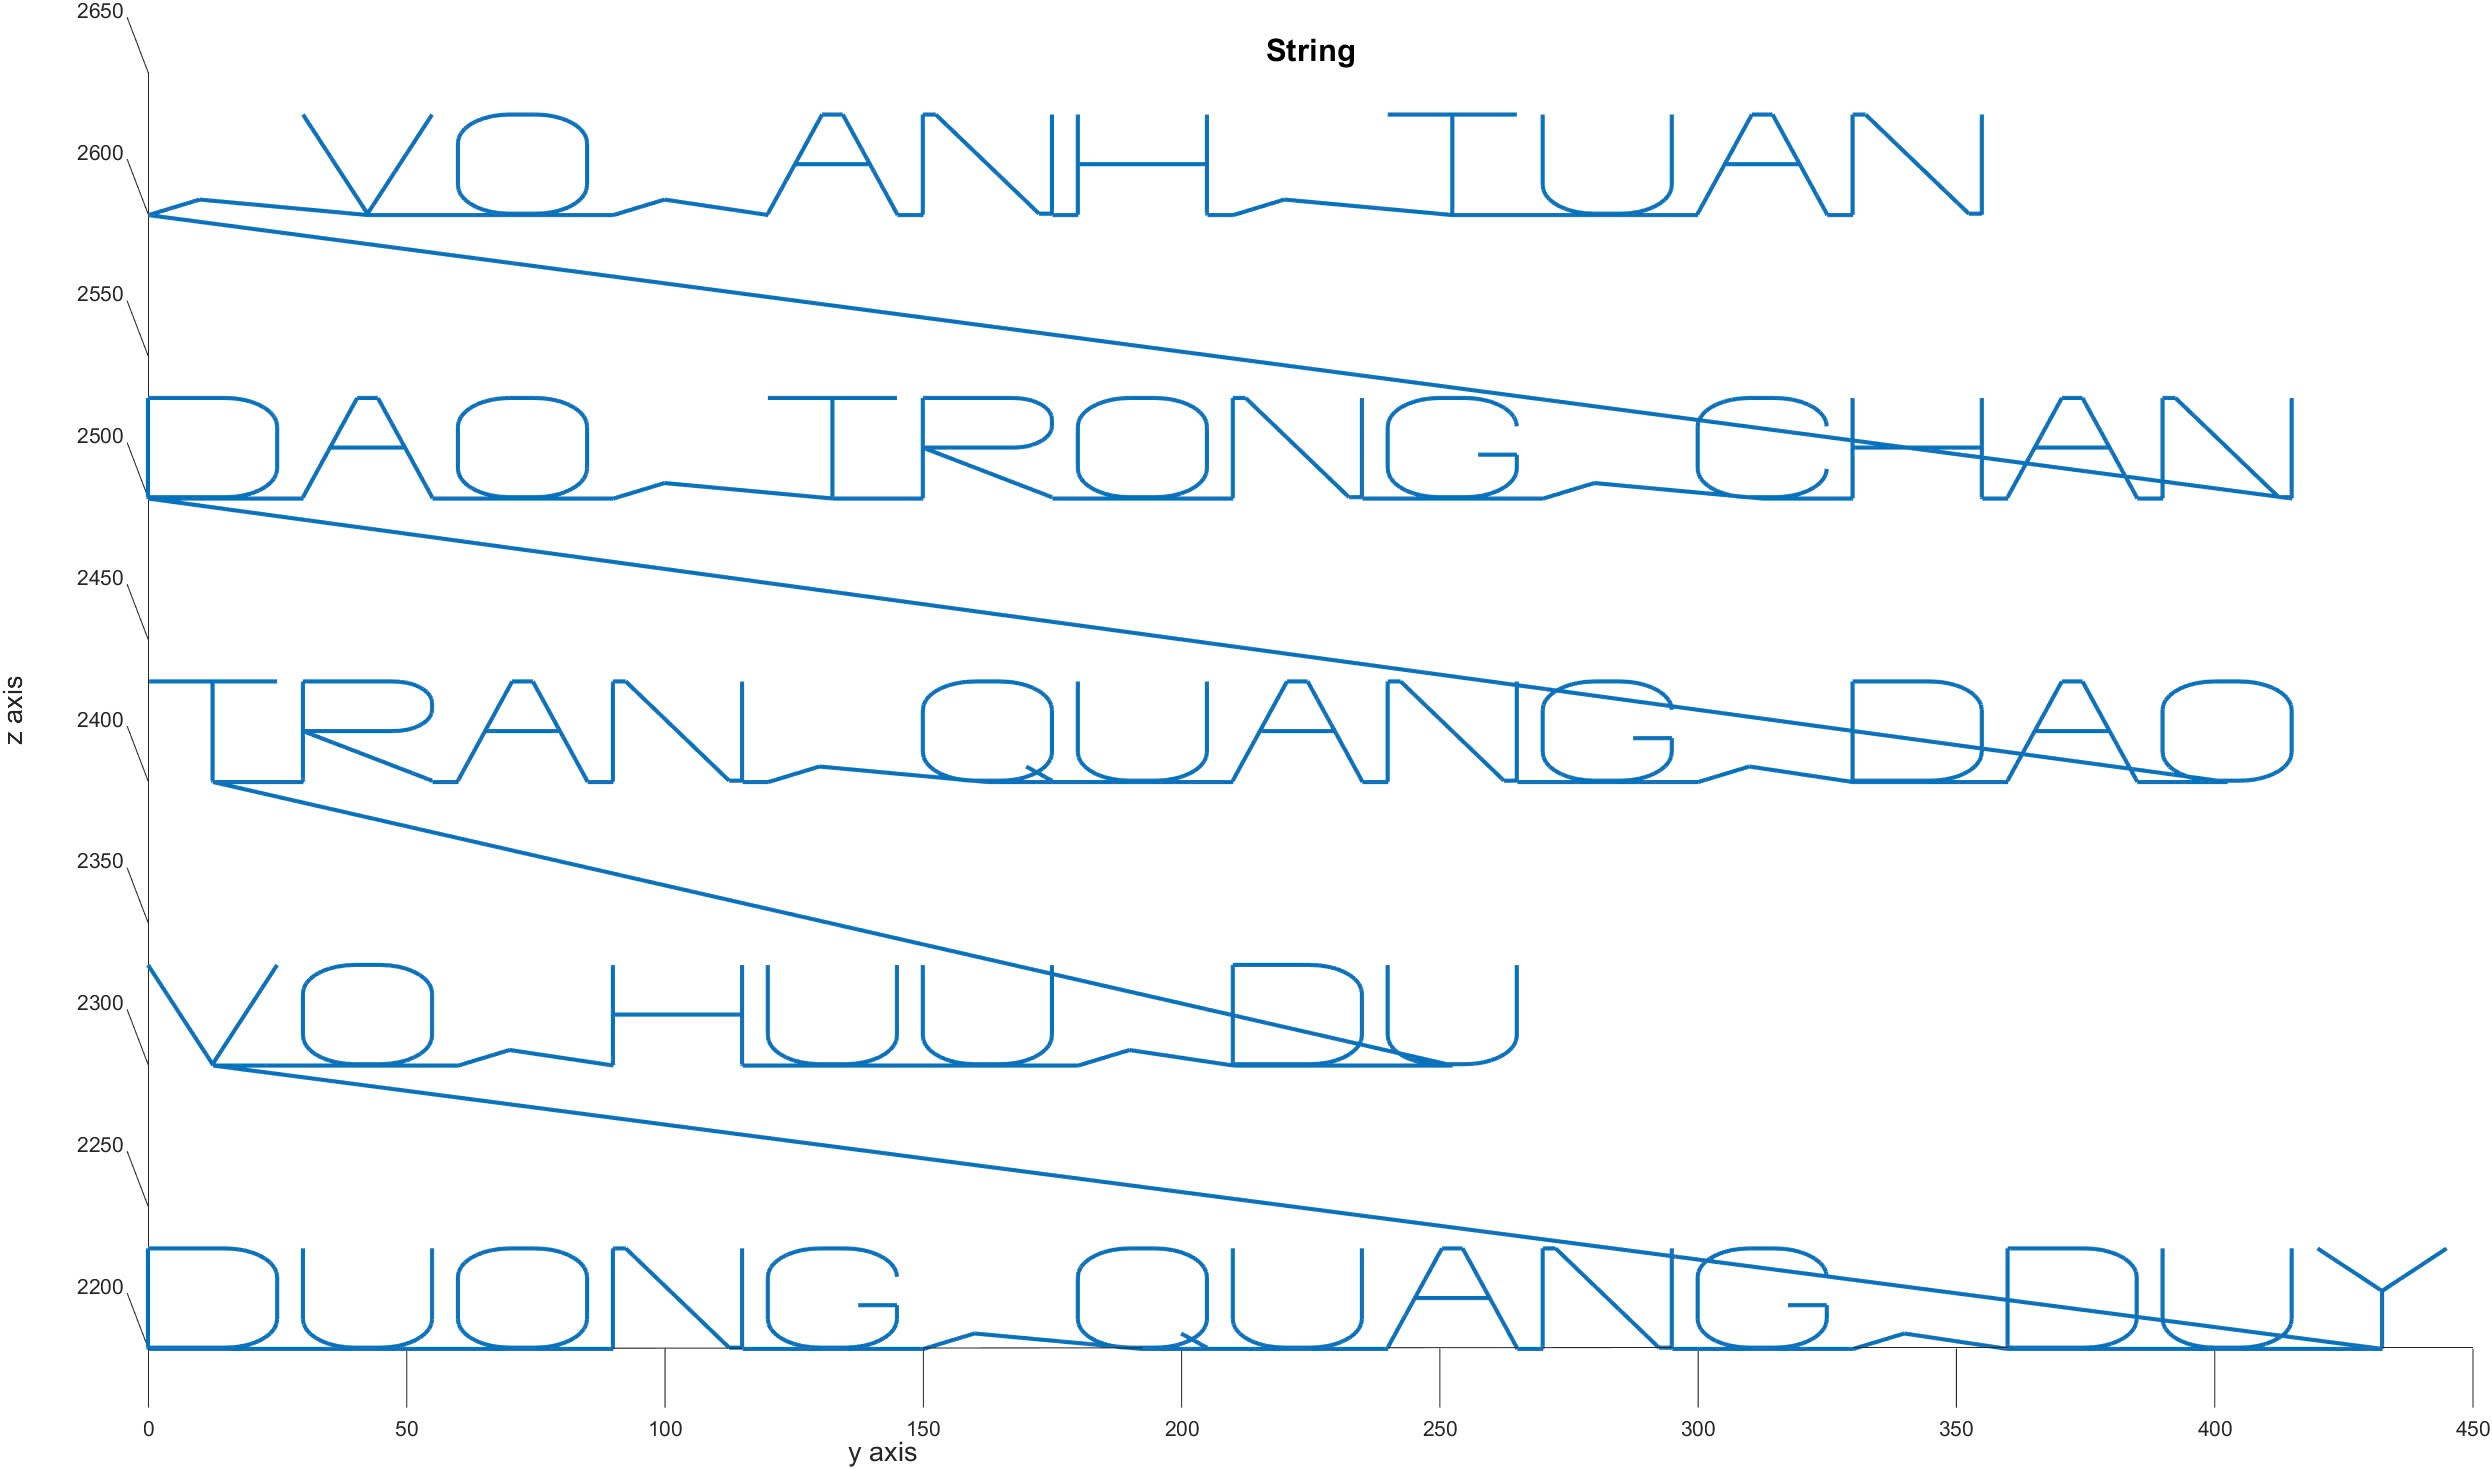 String
VO ANH TUAN
DAO TRONG CHAN
TRAN QUANG DAO
VO HUU DU
DUONG QUANG DUY
z axis
2650
2600
2550
2500
2450
2400
2350
2300
2250
2200
0 50 100 150 200 250 300 350 400 450
y axis